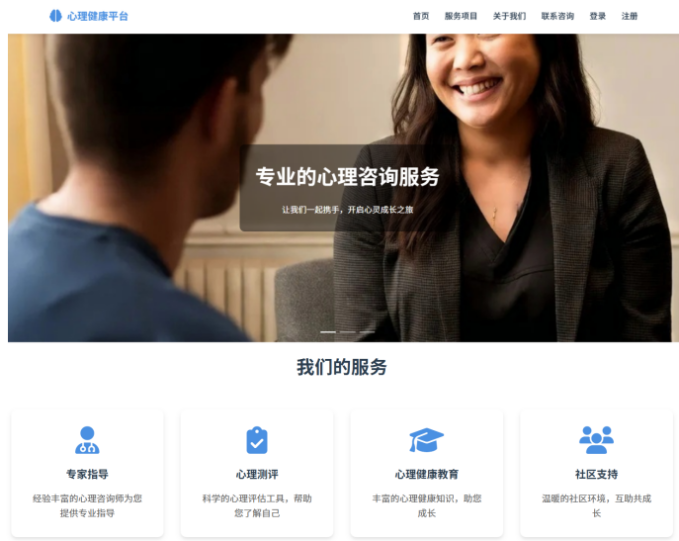 心理健康平台
首页 服务项目 关于我们 联系咨询 登录 注册
专业的心理咨询服务
让我们一起携手，开启心灵成长之旅
我们的服务
专家指导
经验丰富的心理咨询师为您
提供专业指导
心理测评
科学的心理评估工具，帮助
您了解自己
心理健康教育
丰富的心理健康知识，助您
成长
社区支持
温暖的社区环境，互助共成
长